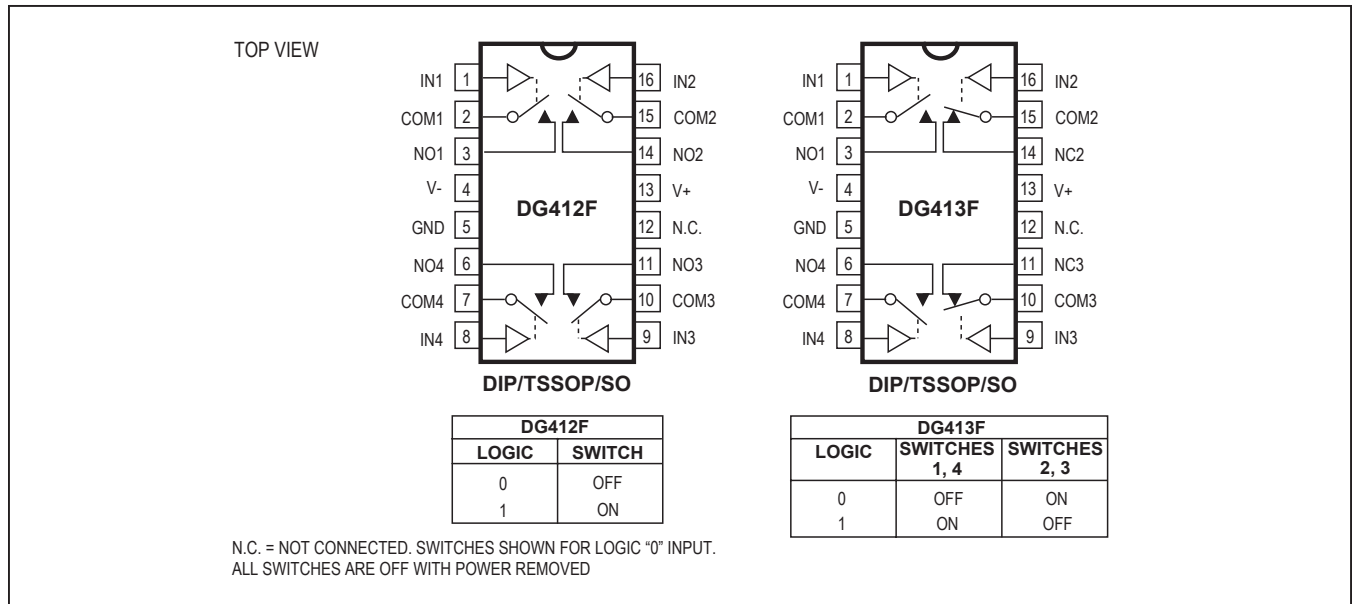 TOP VIEW
IN1 1 16 IN2
COM1 2 15 COM2
NO1 3 14 NO2
V- 4 13 V+
DG412F
GND 5 12 N.C.
NO4 6 11 NO3
COM4 7 10 COM3
IN4 8 9 IN3
DIP/TSSOP/SO
IN1 1 16 IN2
COM1 2 15 COM2
NO1 3 14 NC2
V- 4 13 V+
DG413F
GND 5 12 N.C.
NO4 6 11 NC3
COM4 7 10 COM3
IN4 8 9 IN3
DIP/TSSOP/SO
DG412F
LOGIC SWITCH
0 OFF
1 ON
DG413F
LOGIC SWITCHES 1, 4 SWITCHES 2, 3
0 OFF ON
1 ON OFF
N.C. = NOT CONNECTED. SWITCHES SHOWN FOR LOGIC “0” INPUT.
ALL SWITCHES ARE OFF WITH POWER REMOVED